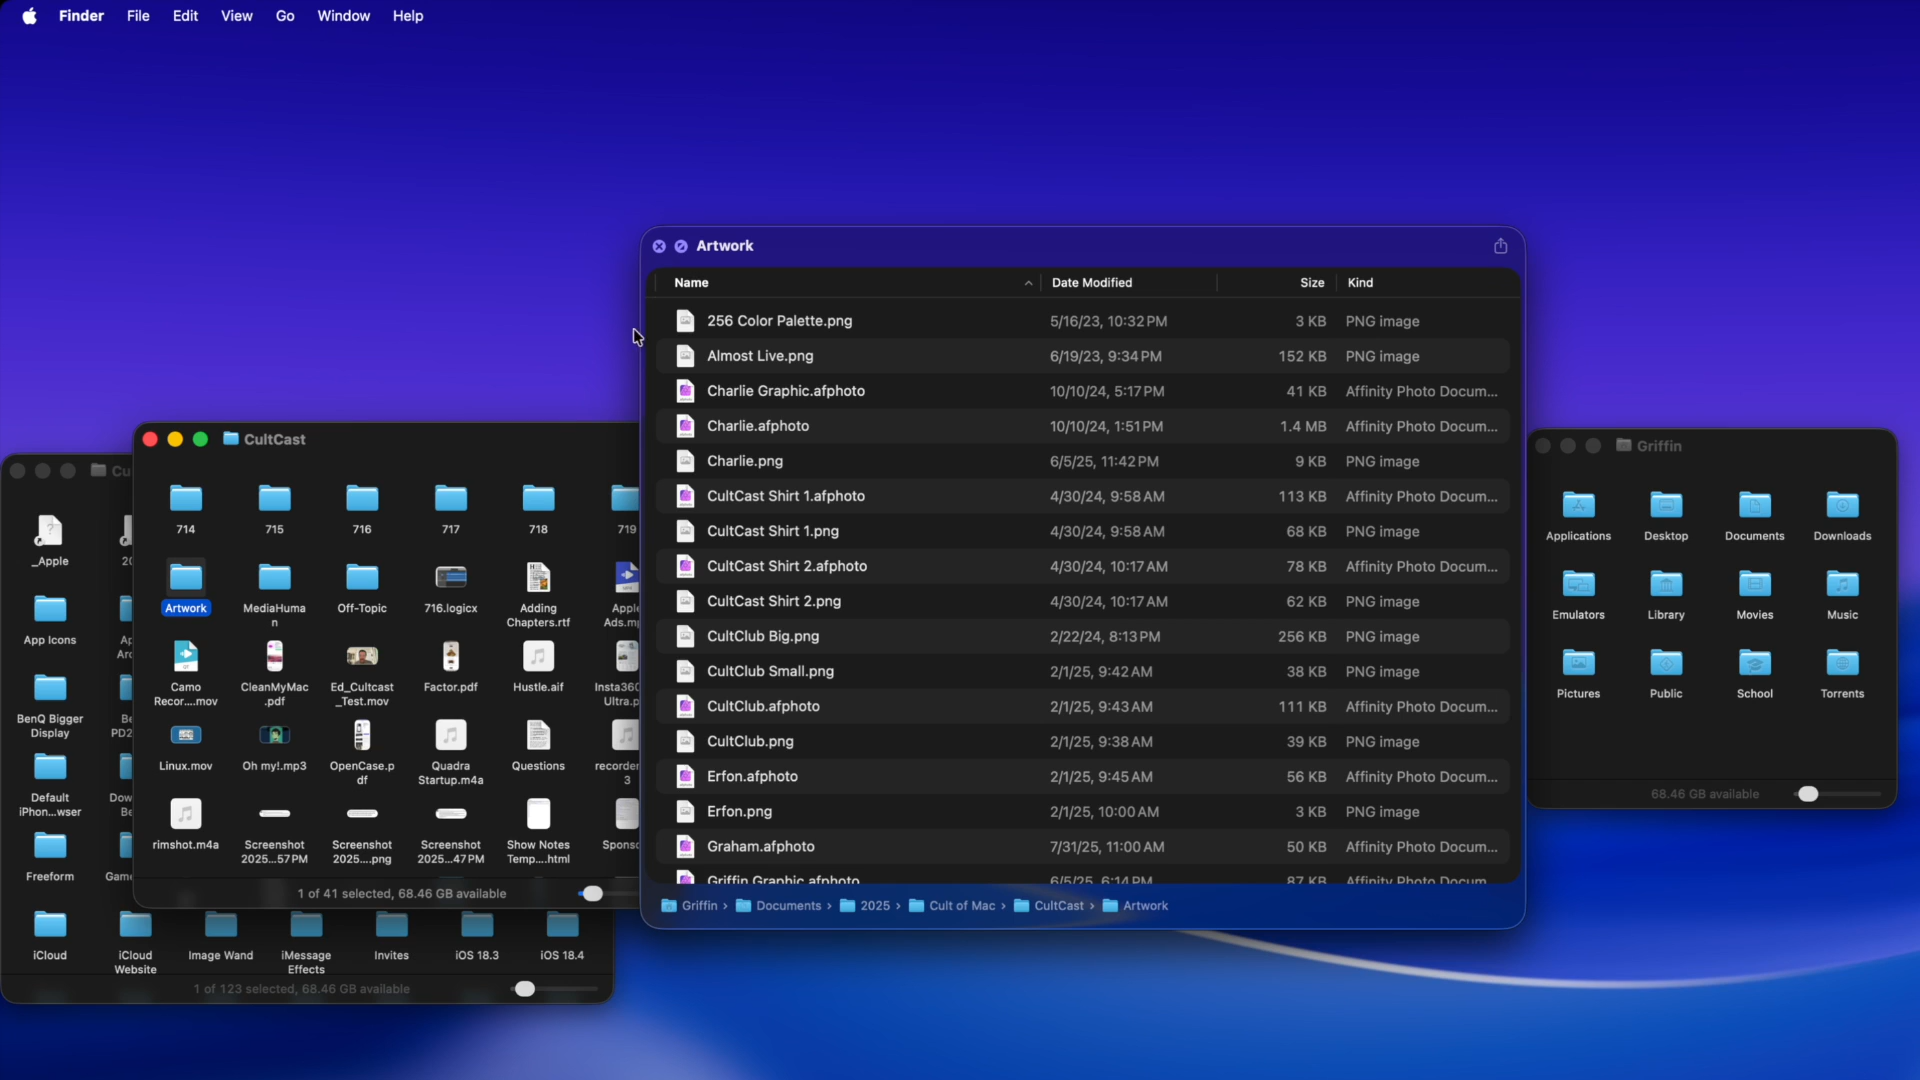 Finder File Edit View Go Window Help
Artwork
Name Date Modified Size Kind
256 Color Palette.png 5/16/23, 10:32 PM 3 KB PNG image
Almost Live.png 6/19/23, 9:34 PM 152 KB PNG image
Charlie Graphic.afphoto 10/10/24, 5:17 PM 41 KB Affinity Photo Docum...
Charlie.afphoto 10/10/24, 1:51 PM 1.4 MB Affinity Photo Docum...
Charlie.png 6/5/25, 11:42 PM 9 KB PNG image
CultCast Shirt 1.afphoto 4/30/24, 9:58 AM 113 KB Affinity Photo Docum...
CultCast Shirt 1.png 4/30/24, 9:58 AM 68 KB PNG image
CultCast Shirt 2.afphoto 4/30/24, 10:17 AM 78 KB Affinity Photo Docum...
CultCast Shirt 2.png 4/30/24, 10:17 AM 62 KB PNG image
CultClub Big.png 2/22/24, 8:13 PM 256 KB PNG image
CultClub Small.png 2/1/25, 9:42 AM 38 KB PNG image
CultClub.afphoto 2/1/25, 9:43 AM 111 KB Affinity Photo Docum...
CultClub.png 2/1/25, 9:38 AM 39 KB PNG image
Erfon.afphoto 2/1/25, 9:45 AM 56 KB Affinity Photo Docum...
Erfon.png 2/1/25, 10:00 AM 3 KB PNG image
Graham.afphoto 7/31/25, 11:00 AM 50 KB Affinity Photo Docum...
Griffin Graphic.afphoto 6/5/25, 6:14 PM 87 KB Affinity Photo Docum
Griffin › Documents › 2025 › Cult of Mac › CultCast › Artwork
CultCast
714 715 716 717 718 719
Artwork MediaHuma Off-Topic 716.logicx Adding Apple
n Chapters.rtf Ads.m
Camo CleanMyMac Ed_Cultcast Factor.pdf Hustle.aif Insta360
Recor....mov .pdf _Test.mov Ultra.p
Linux.mov Oh my!.mp3 OpenCase.p Quadra Questions recorder
df Startup.m4a 3
rimshot.m4a Screenshot Screenshot Screenshot Show Notes Sponso
2025...57 PM 2025....png 2025...47 PM Temp....html
1 of 41 selected, 68.46 GB available
Cu
_Apple 20
App Icons Ap
Arc
BenQ Bigger Be
Display PD2
Default Dow
iPhon...wser Be
Freeform Game
iCloud iCloud Image Wand iMessage Invites iOS 18.3 iOS 18.4
Website Effects
1 of 123 selected, 68.46 GB available
Griffin
Applications Desktop Documents Downloads
Emulators Library Movies Music
Pictures Public School Torrents
68.46 GB available